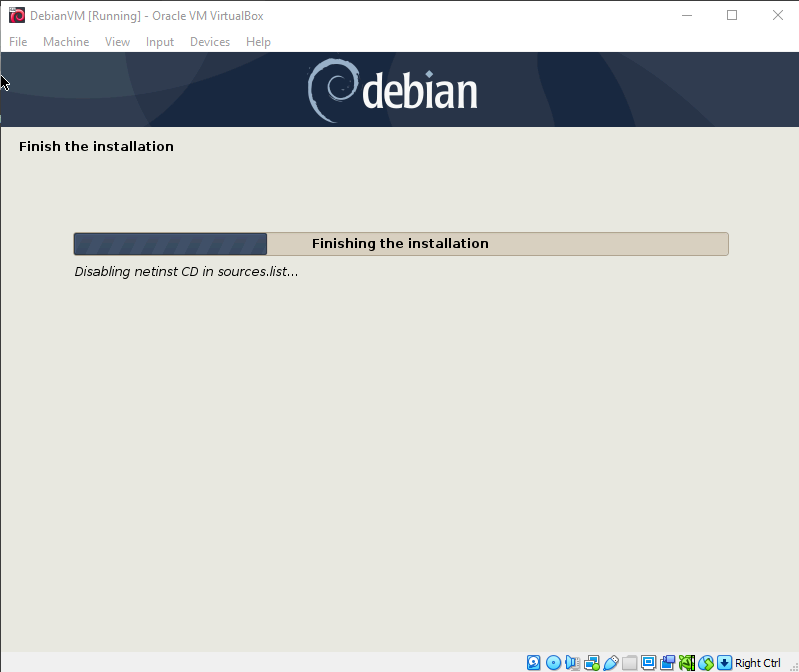 DebianVM [Running] - Oracle VM VirtualBox
File Machine View Input Devices Help
debian
Finish the installation
Finishing the installation
Disabling netinst CD in sources.list...
Right Ctrl